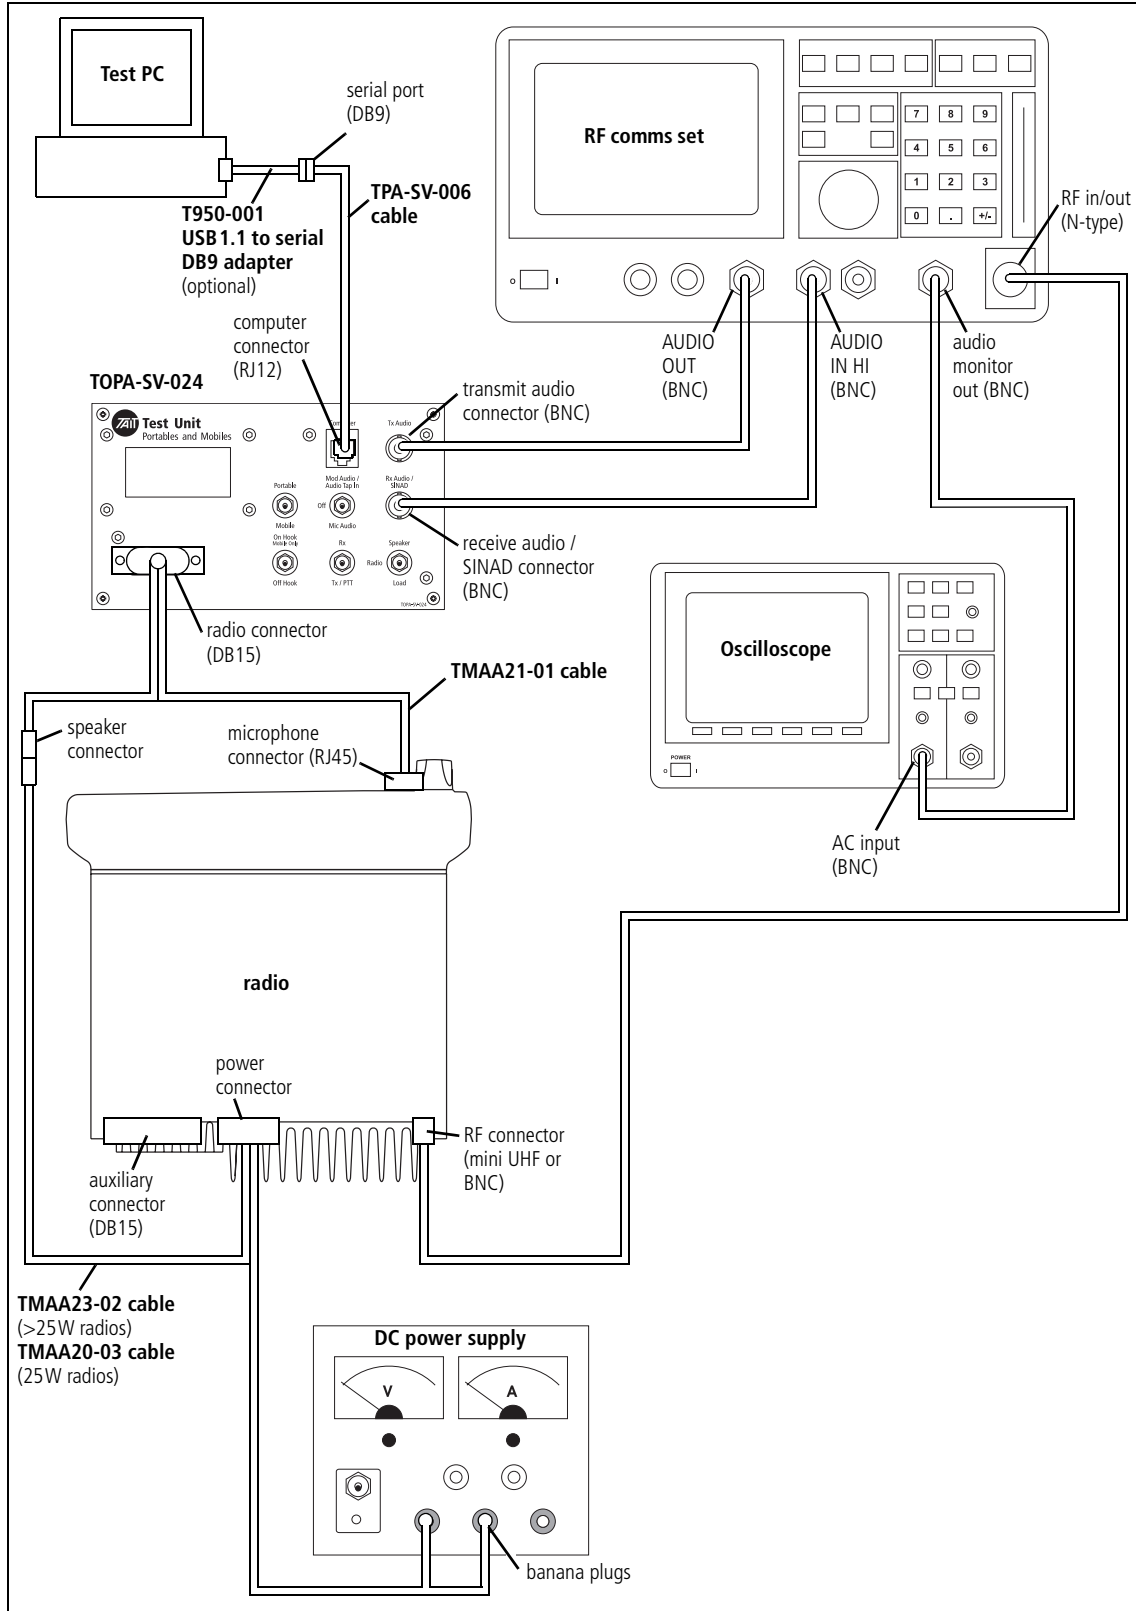 Test PC
serial port
(DB9)
TPA-SV-006
cable
T950-001
USB1.1 to serial
DB9 adapter
(optional)
RF comms set
7 8 9
4 5 6
1 2 3
0 . +/-
O I
RF in/out
(N-type)
AUDIO
OUT
(BNC)
AUDIO
IN HI
(BNC)
audio
monitor
out (BNC)
computer
connector
(RJ12)
transmit audio
connector (BNC)
TOPA-SV-024
TAIT
Test Unit
Portables and Mobiles
Tx Audio
Portable
Mobile
Mod Audio /
Audio Tap In
Off
Mic Audio
Rx Audio /
SINAD
On Hook
Mobile Only
Off Hook
Rx
Tx / PTT
Speaker
Radio
Load
TOPA-SV-024
receive audio /
SINAD connector
(BNC)
radio connector
(DB15)
TMAA21-01 cable
speaker
connector
microphone
connector (RJ45)
Oscilloscope
POWER
O I
AC input
(BNC)
radio
power
connector
auxiliary
connector
(DB15)
RF connector
(mini UHF or
BNC)
TMAA23-02 cable
(>25W radios)
TMAA20-03 cable
(25W radios)
DC power supply
V
A
banana plugs